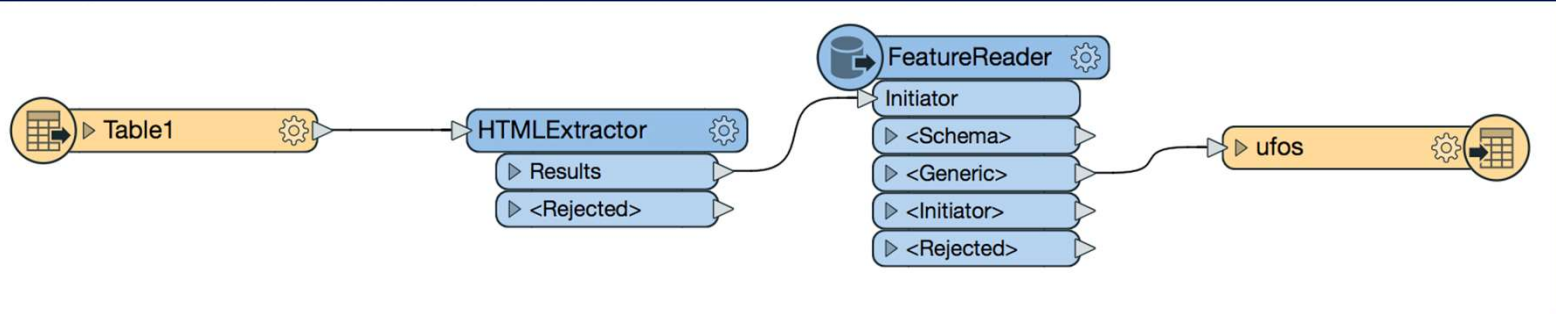 Table1
HTMLExtractor
Results
<Rejected>
FeatureReader
Initiator
<Schema>
<Generic>
<Initiator>
<Rejected>
ufos